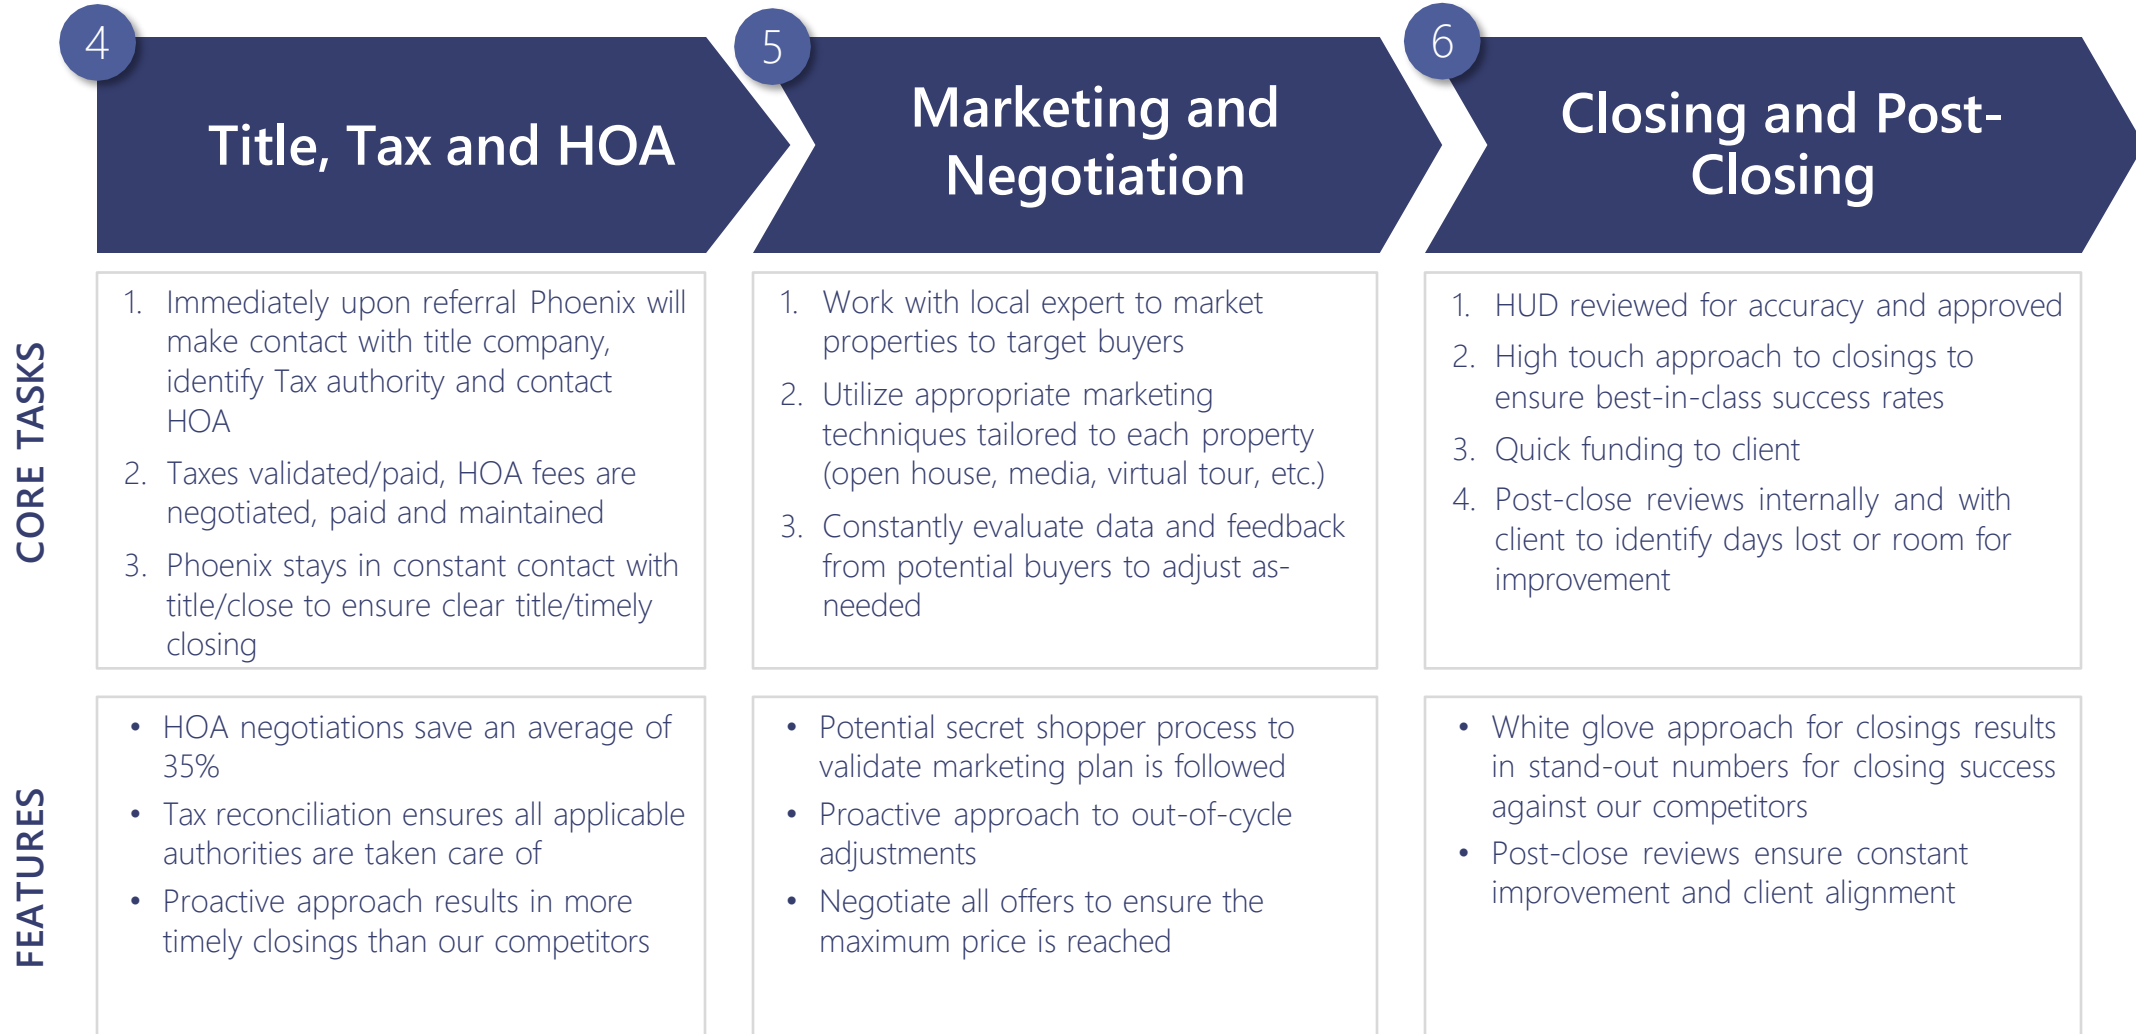 4
Title, Tax and HOA
5
Marketing and
Negotiation
6
Closing and Post-
Closing
CORE TASKS
1. Immediately upon referral Phoenix will
make contact with title company,
identify Tax authority and contact
HOA
2. Taxes validated/paid, HOA fees are
negotiated, paid and maintained
3. Phoenix stays in constant contact with
title/close to ensure clear title/timely
closing
1. Work with local expert to market
properties to target buyers
2. Utilize appropriate marketing
techniques tailored to each property
(open house, media, virtual tour, etc.)
3. Constantly evaluate data and feedback
from potential buyers to adjust as-
needed
1. HUD reviewed for accuracy and approved
2. High touch approach to closings to
ensure best-in-class success rates
3. Quick funding to client
4. Post-close reviews internally and with
client to identify days lost or room for
improvement
FEATURES
• HOA negotiations save an average of
35%
• Tax reconciliation ensures all applicable
authorities are taken care of
• Proactive approach results in more
timely closings than our competitors
• Potential secret shopper process to
validate marketing plan is followed
• Proactive approach to out-of-cycle
adjustments
• Negotiate all offers to ensure the
maximum price is reached
• White glove approach for closings results
in stand-out numbers for closing success
against our competitors
• Post-close reviews ensure constant
improvement and client alignment